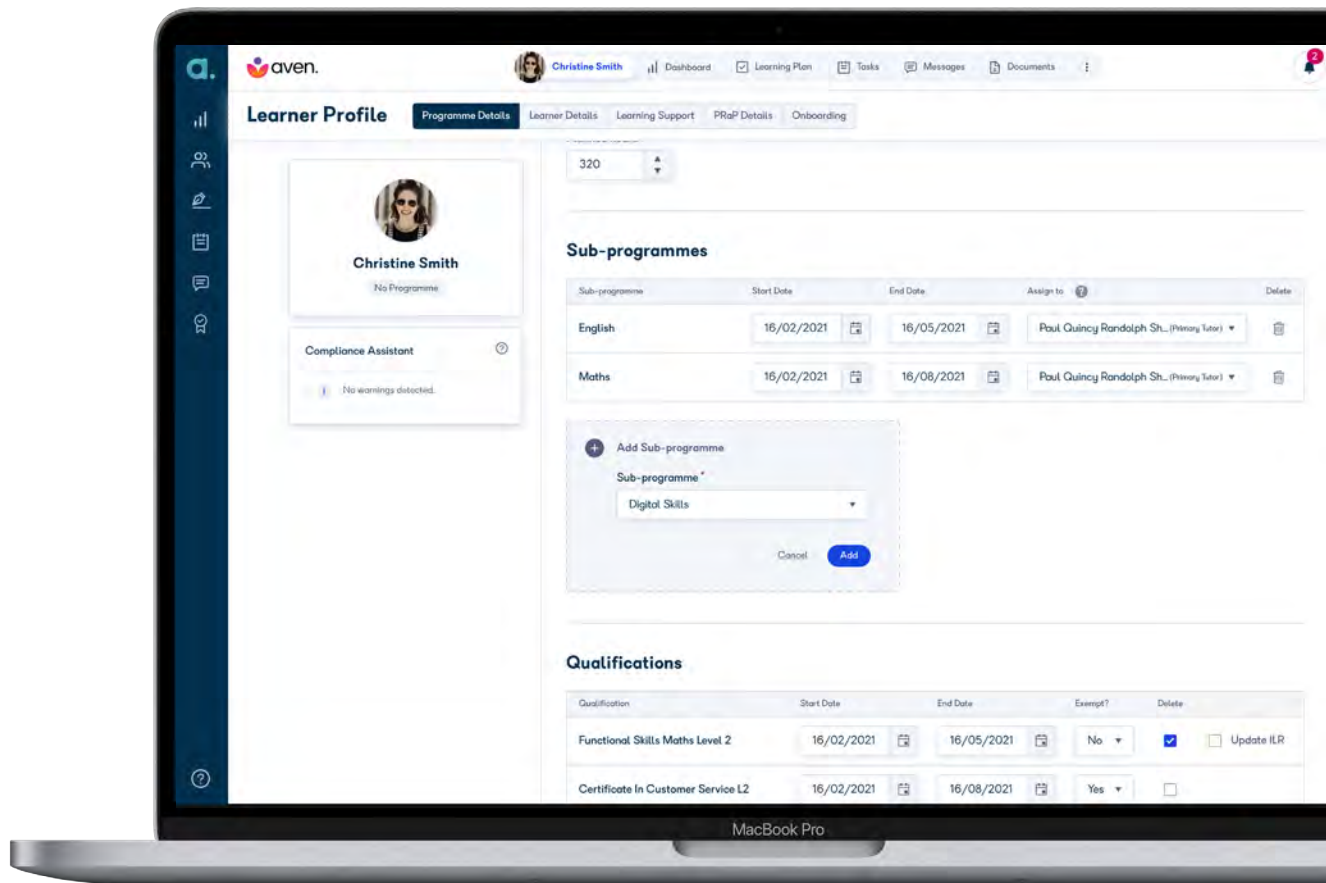 a.
aven.
Christine Smith
Dashboard
Learning Plan
Tasks
Messages
Documents
2
Learner Profile
Programme Details
Learner Details
Learning Support
PRaP Details
Onboarding
Christine Smith
No Programme
Compliance Assistant
No warnings detected.
320
Sub-programmes
Sub-programme Start Date End Date Assign to ? Delete
English 16/02/2021 16/05/2021 Paul Quincy Randolph Sh... (Primary Tutor)
Maths 16/02/2021 16/08/2021 Paul Quincy Randolph Sh... (Primary Tutor)
Add Sub-programme
Sub-programme *
Digital Skills
Cancel Add
Qualifications
Qualification Start Date End Date Exempt? Delete
Functional Skills Maths Level 2 16/02/2021 16/05/2021 No Update ILR
Certificate In Customer Service L2 16/02/2021 16/08/2021 Yes
MacBook Pro